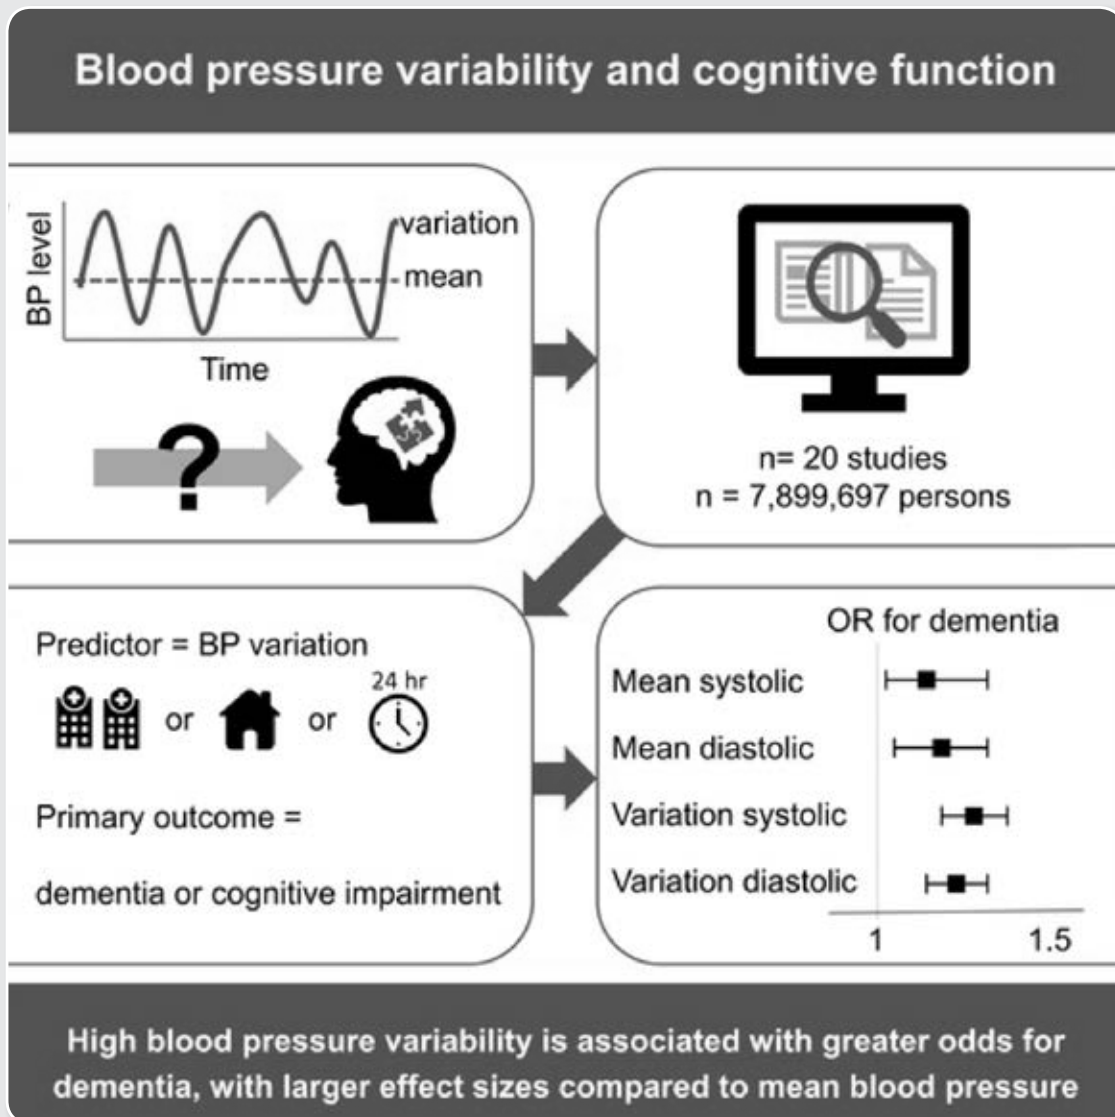 Blood pressure variability and cognitive function
BP level
variation
mean
Time
?
n= 20 studies
n = 7,899,697 persons
Predictor = BP variation
or
or
24 hr
Primary outcome =
dementia or cognitive impairment
OR for dementia
Mean systolic
Mean diastolic
Variation systolic
Variation diastolic
1 1.5
High blood pressure variability is associated with greater odds for
dementia, with larger effect sizes compared to mean blood pressure